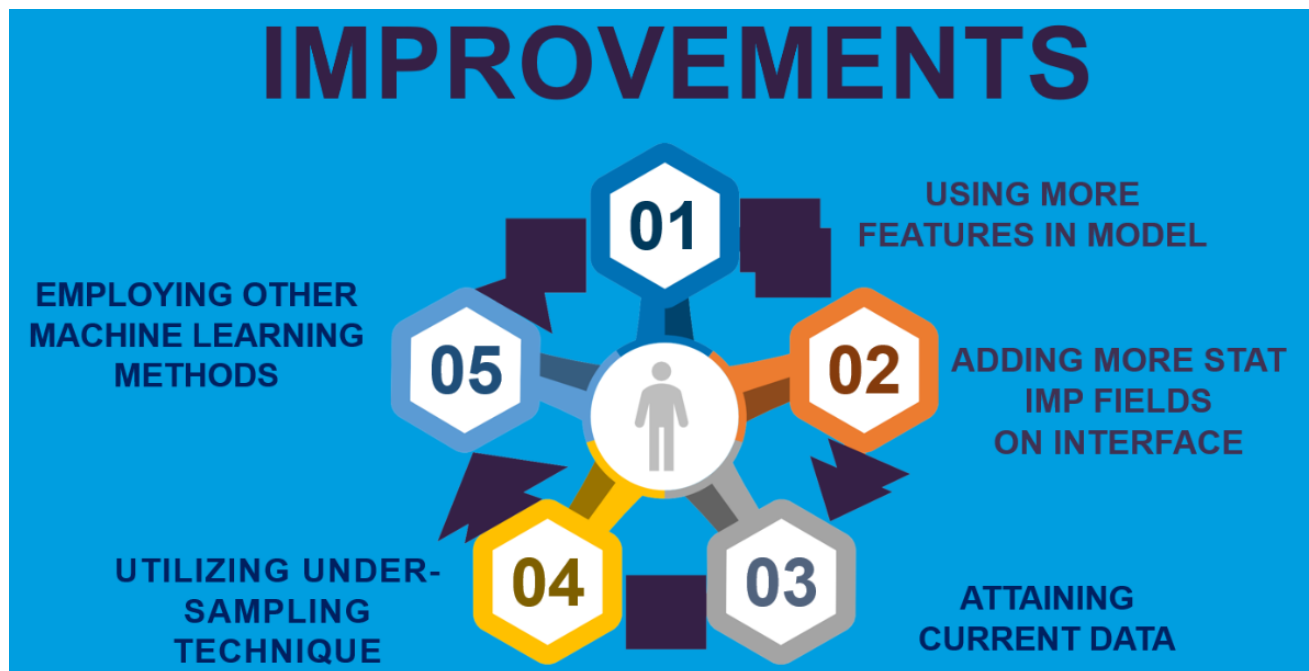 IMPROVEMENTS
01
USING MORE
FEATURES IN MODEL
02
ADDING MORE STAT
IMP FIELDS
ON INTERFACE
03
ATTAINING
CURRENT DATA
04
UTILIZING UNDER-
SAMPLING
TECHNIQUE
05
EMPLOYING OTHER
MACHINE LEARNING
METHODS